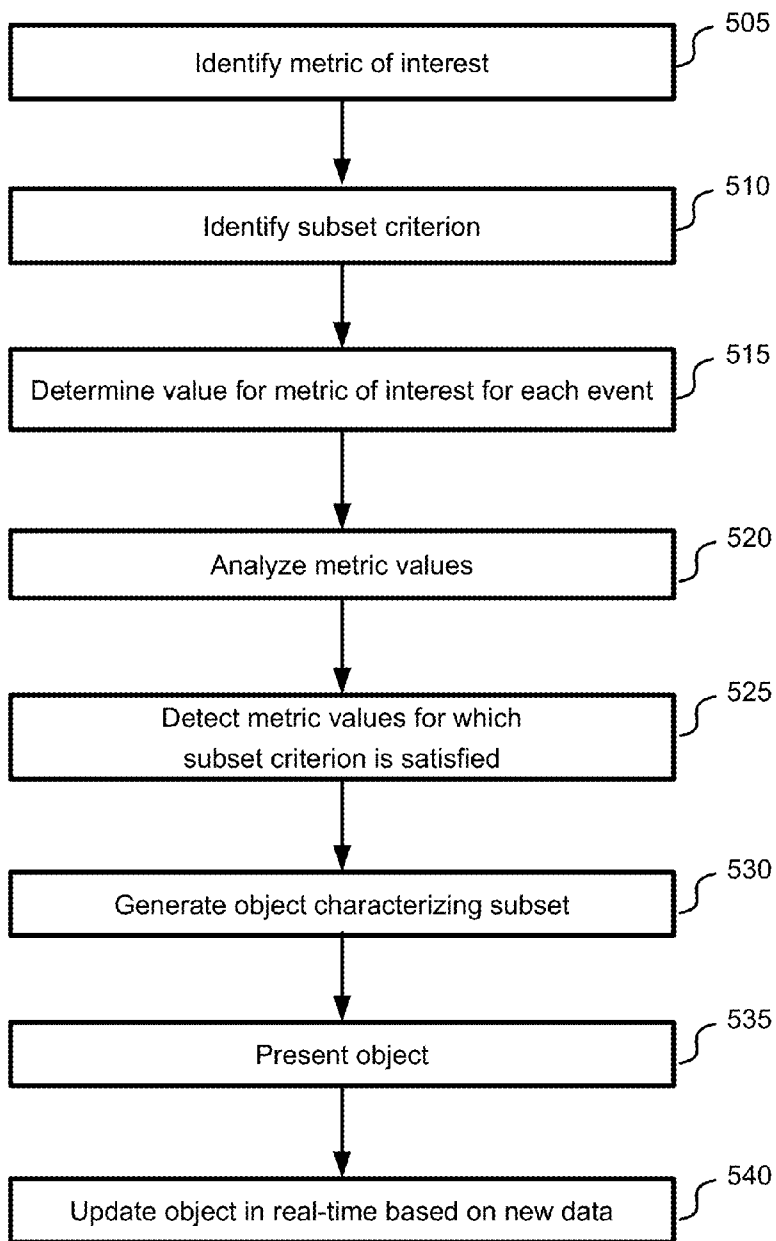 505
Identify metric of interest
510
Identify subset criterion
515
Determine value for metric of interest for each event
520
Analyze metric values
525
Detect metric values for which
subset criterion is satisfied
530
Generate object characterizing subset
535
Present object
540
Update object in real-time based on new data